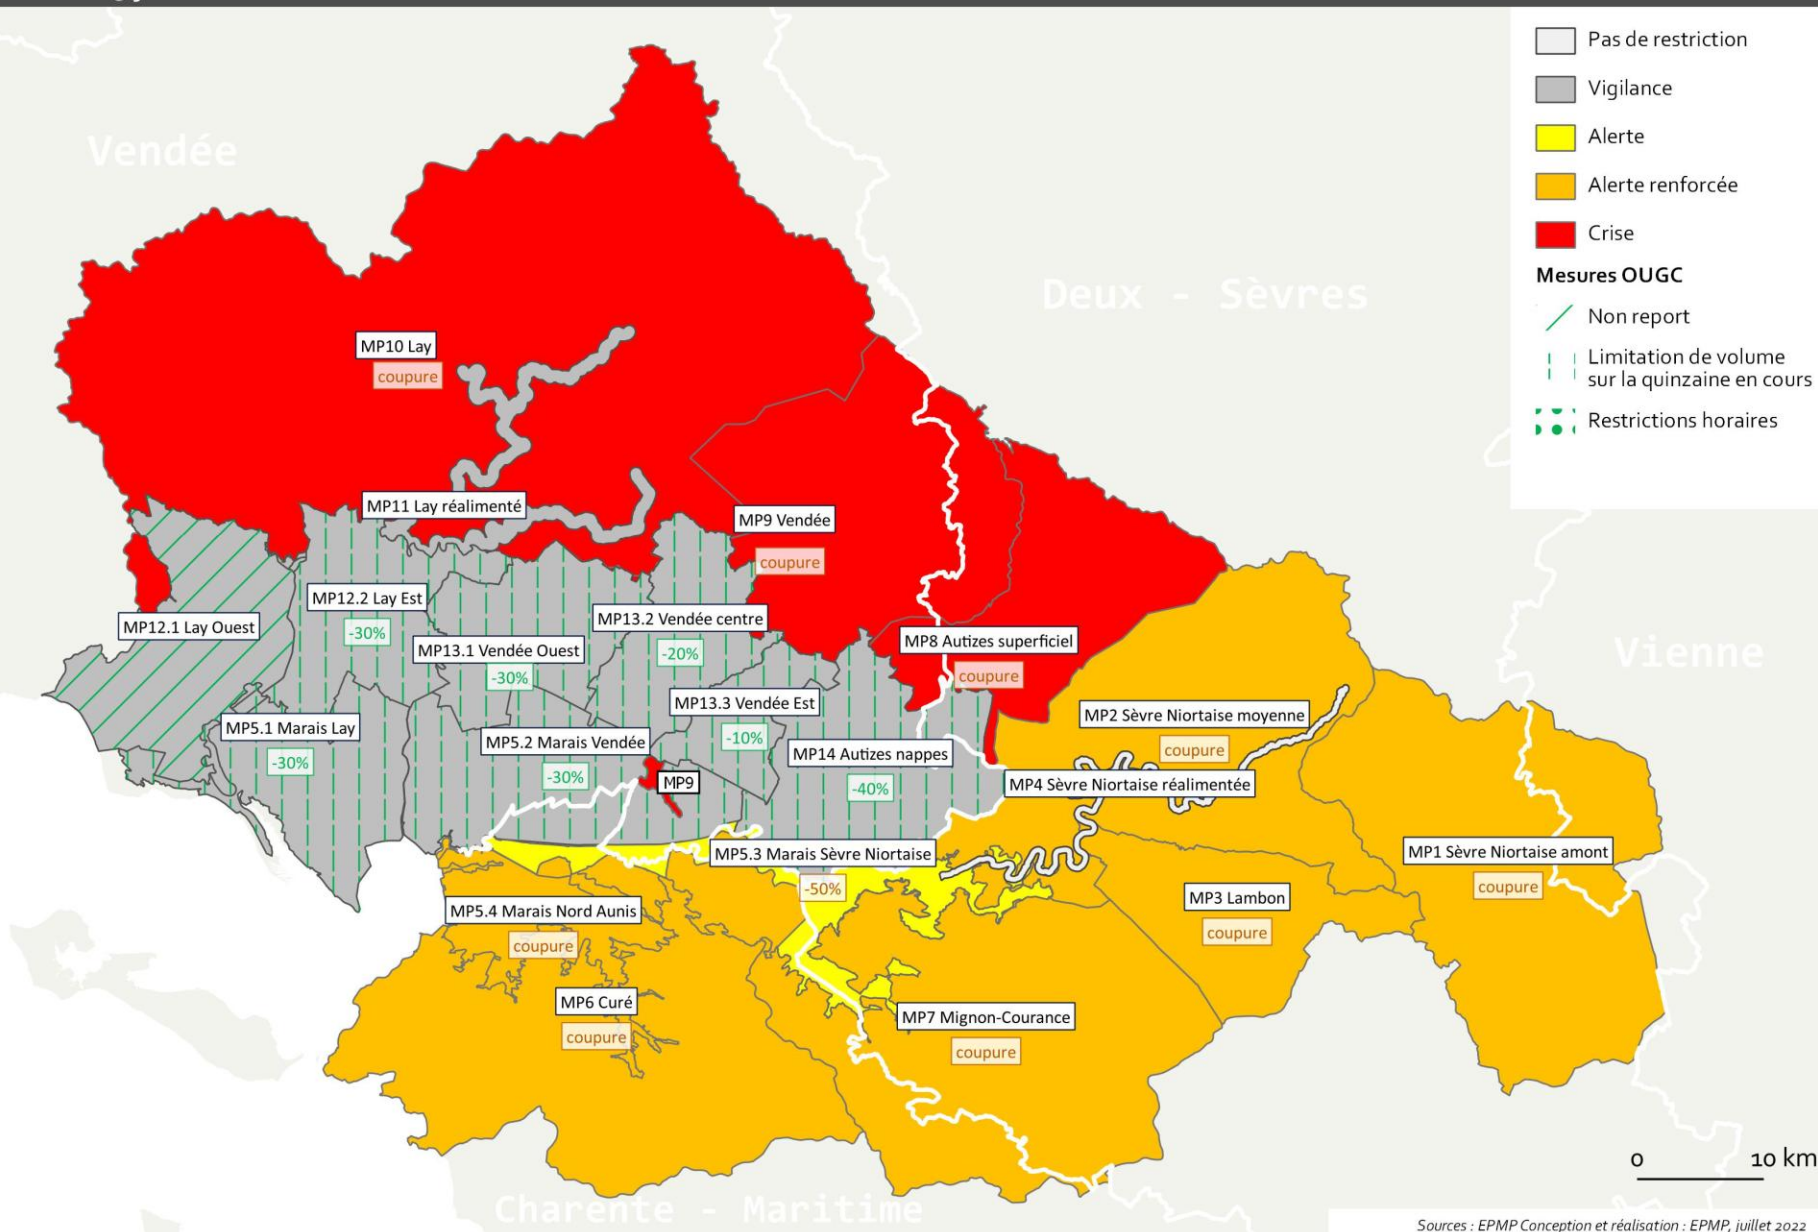 Pas de restriction
Vigilance
Alerte
Alerte renforcée
Crise
Mesures OUGC
Non report
Limitation de volume
sur la quinzaine en cours
Restrictions horaires
Vendée
Deux - Sèvres
Vienne
Charente - Maritime
MP10 Lay
coupure
MP11 Lay réalimenté
MP9 Vendée
coupure
MP12.2 Lay Est
-30%
MP12.1 Lay Ouest
MP13.2 Vendée centre
-20%
MP13.1 Vendée Ouest
-30%
MP8 Autizes superficiel
coupure
MP13.3 Vendée Est
-10%
MP5.1 Marais Lay
-30%
MP5.2 Marais Vendée
-30%
MP9
MP14 Autizes nappes
-40%
MP2 Sèvre Niortaise moyenne
coupure
MP4 Sèvre Niortaise réalimentée
MP5.3 Marais Sèvre Niortaise
-50%
MP1 Sèvre Niortaise amont
coupure
MP3 Lambon
coupure
MP5.4 Marais Nord Aunis
coupure
MP6 Curé
coupure
MP7 Mignon-Courance
coupure
0 10 km
Sources : EPMP Conception et réalisation : EPMP, juillet 2022